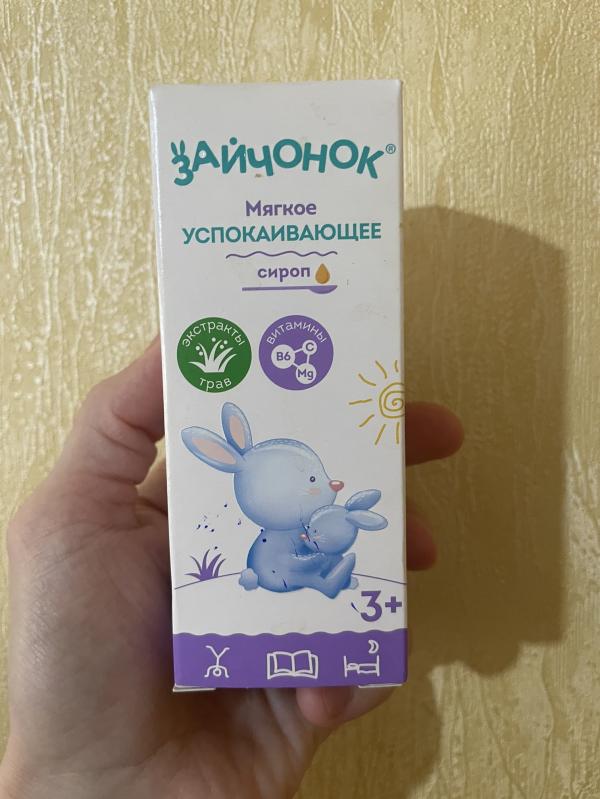 ЗАЙЧОНОК®
Мягкое
УСПОКАИВАЮЩЕЕ
сироп
экстракты
трав
витамины
B6
C
Mg
3+